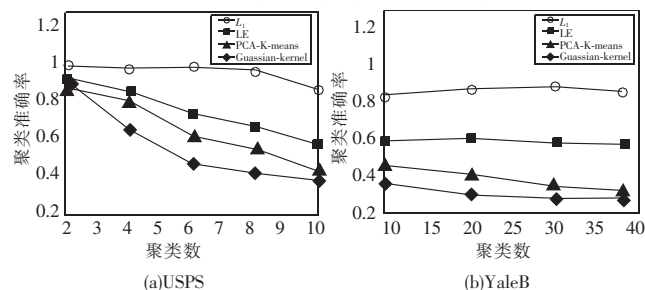 1.2
1
0.8
0.6
0.4
0.2
聚类准确率
L₁
LE
PCA-K-means
Guassian-kernel
2 3 4 5 6 7 8 9 10
聚类数
(a)USPS
1.2
1
0.8
0.6
0.4
0.2
聚类准确率
L₁
LE
PCA-K-means
Guassian-kernel
10 15 20 25 30 35 40
聚类数
(b)YaleB